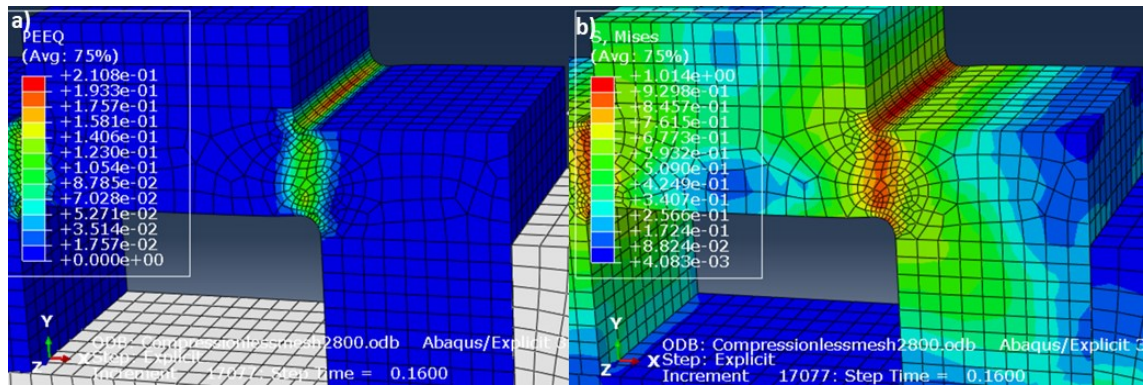 a)
PEEQ
(Avg: 75%)
+2.108e-01
+1.933e-01
+1.757e-01
+1.581e-01
+1.406e-01
+1.230e-01
+1.054e-01
+8.785e-02
+7.028e-02
+5.271e-02
+3.514e-02
+1.757e-02
+0.000e+00
Y
Z
X
ODB: Compressionlessmesh2800.odb Abaqus/Explicit 3
Step: Explicit
Increment 17077: Step Time = 0.1600
b)
S, Mises
(Avg: 75%)
+1.014e+00
+9.298e-01
+8.457e-01
+7.615e-01
+6.773e-01
+5.932e-01
+5.090e-01
+4.249e-01
+3.407e-01
+2.566e-01
+1.724e-01
+8.824e-02
+4.083e-03
Y
Z
X
ODB: Compressionlessmesh2800.odb Abaqus/Explicit 3
Step: Explicit
Increment 17077: Step Time = 0.1600